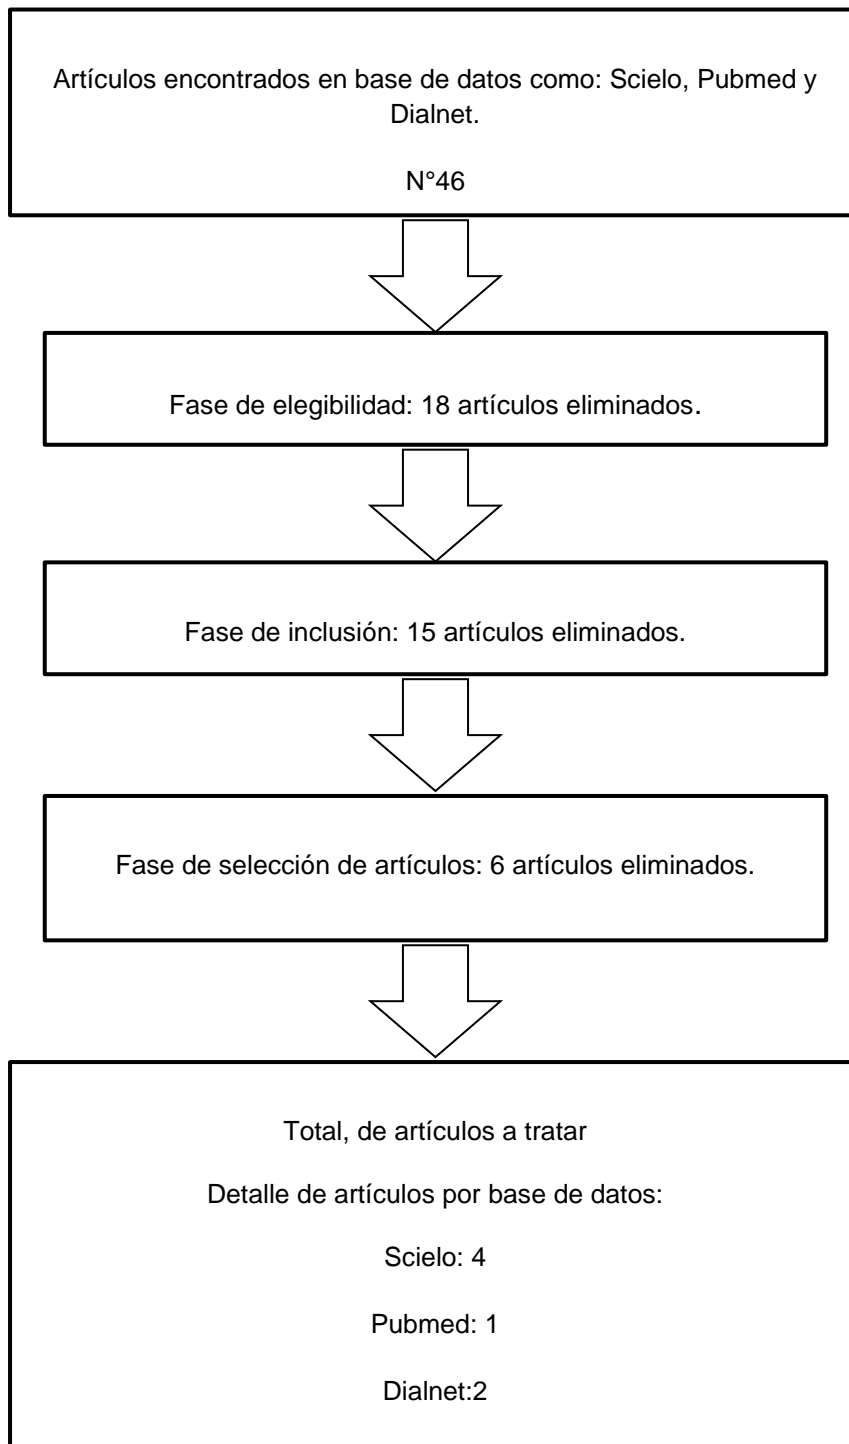 Artículos encontrados en base de datos como: Scielo, Pubmed y
Dialnet.
N°46
Fase de elegibilidad: 18 artículos eliminados.
Fase de inclusión: 15 artículos eliminados.
Fase de selección de artículos: 6 artículos eliminados.
Total, de artículos a tratar
Detalle de artículos por base de datos:
Scielo: 4
Pubmed: 1
Dialnet:2